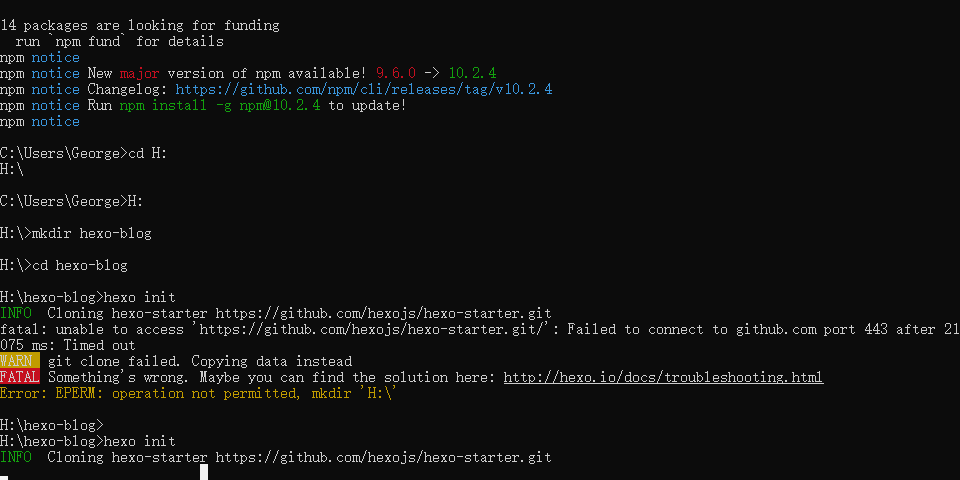 14 packages are looking for funding
  run `npm fund` for details
npm notice
npm notice New major version of npm available! 9.6.0 -> 10.2.4
npm notice Changelog: https://github.com/npm/cli/releases/tag/v10.2.4
npm notice Run npm install -g npm@10.2.4 to update!
npm notice
C:\Users\George>cd H:
H:\
C:\Users\George>H:
H:\>mkdir hexo-blog
H:\>cd hexo-blog
H:\hexo-blog>hexo init
INFO  Cloning hexo-starter https://github.com/hexojs/hexo-starter.git
fatal: unable to access 'https://github.com/hexojs/hexo-starter.git/': Failed to connect to github.com port 443 after 21
075 ms: Timed out
WARN  git clone failed. Copying data instead
FATAL Something's wrong. Maybe you can find the solution here: http://hexo.io/docs/troubleshooting.html
Error: EPERM: operation not permitted, mkdir 'H:\'
H:\hexo-blog>
H:\hexo-blog>hexo init
INFO  Cloning hexo-starter https://github.com/hexojs/hexo-starter.git